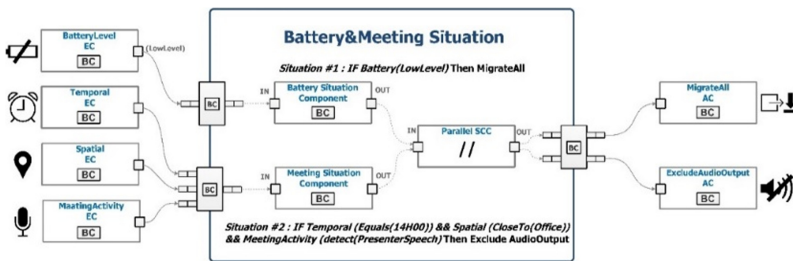 Battery&Meeting Situation
BatteryLevel
EC
BC
(LowLevel)
Temporal
EC
BC
Spatial
EC
BC
MaatingActivity
EC
BC
Situation #1 : IF Battery(LowLevel) Then MigrateAll
BC
IN
Battery Situation
Component
BC
OUT
BC
IN
Meeting Situation
Component
BC
OUT
IN
Parallel SCC
//
OUT
BC
Situation #2 : IF Temporal (Equals(14H00)) && Spatial (CloseTo(Office))
&& MeetingActivity (detect(PresenterSpeech) Then Exclude AudioOutput
MigrateAll
AC
BC
ExcludeAudioOutput
AC
BC